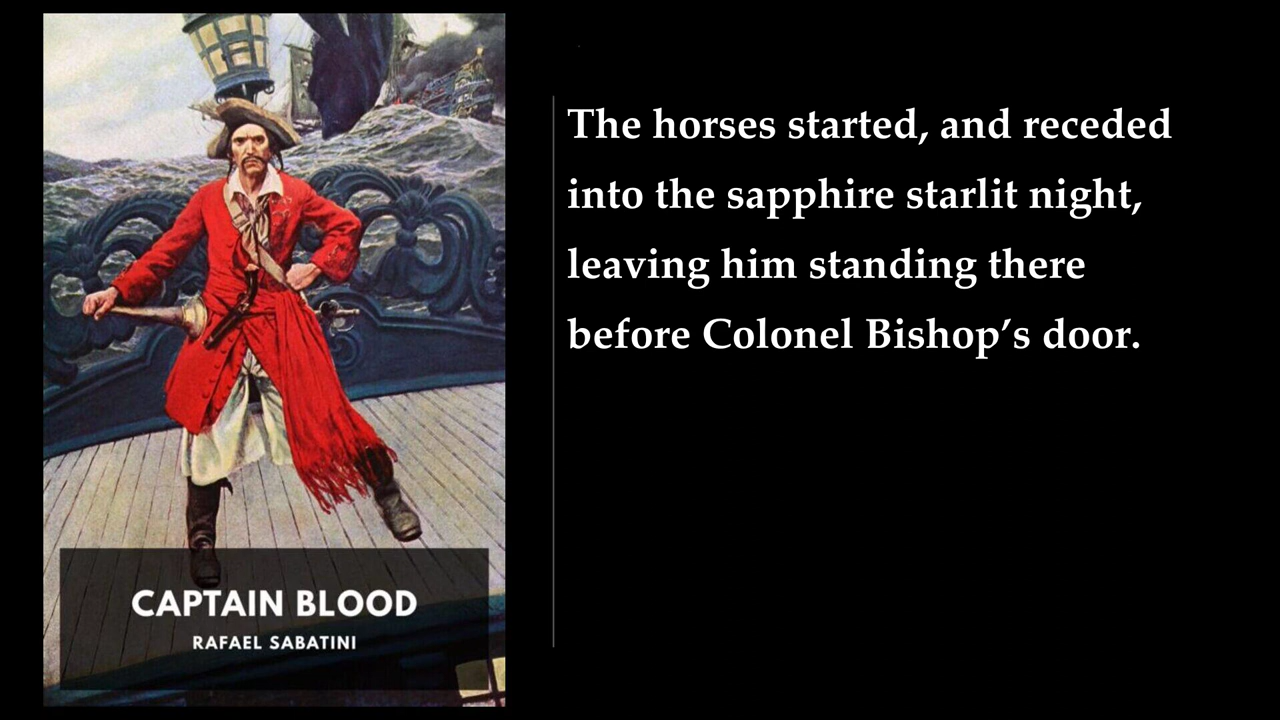 The horses started, and receded
into the sapphire starlit night,
leaving him standing there
before Colonel Bishop’s door.
CAPTAIN BLOOD
RAFAEL SABATINI